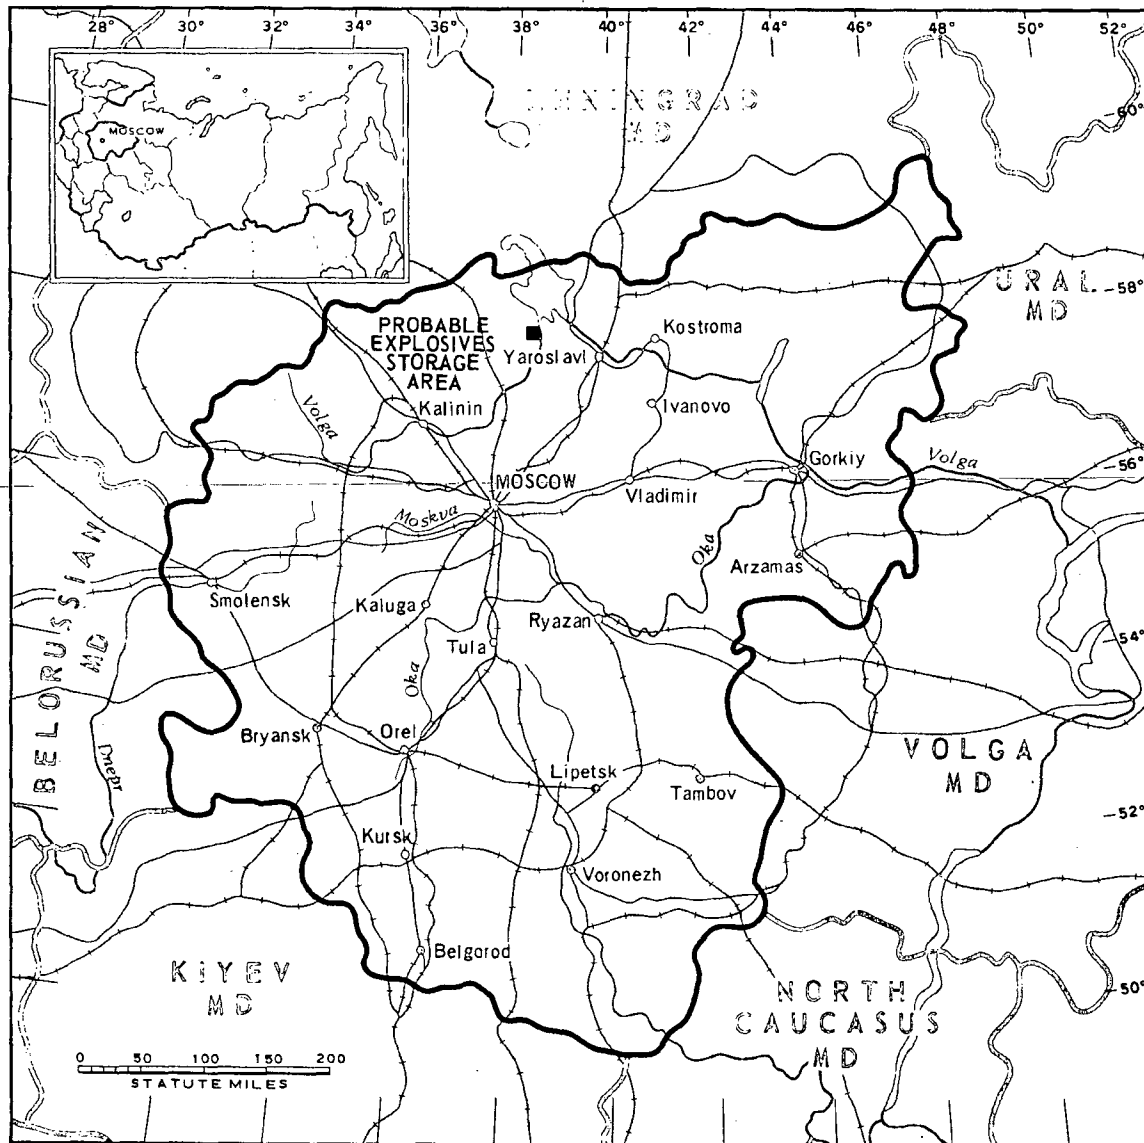 28° 30° 32° 34° 36° 38° 40° 42° 44° 46° 48° 50° 52°
MOSCOW
LENINGRAD
MD
60°
URAL
MD
58°
PROBABLE
EXPLOSIVES
STORAGE
AREA
Yaroslavl
Kostroma
Kalinin
Volga
Ivanovo
Gorkiy
Volga
56°
MOSCOW
Vladimir
Moskva
Oka
Arzamas
BELORUSSIAN
MD
Smolensk
Kaluga
Ryazan
Tula
54°
Oka
Bryansk
Orel
Dnepr
VOLGA
MD
Lipetsk
Tambov
52°
Kursk
Voronezh
Belgorod
KIYEV
MD
50°
NORTH
CAUCASUS
MD
0 50 100 150 200
STATUTE MILES